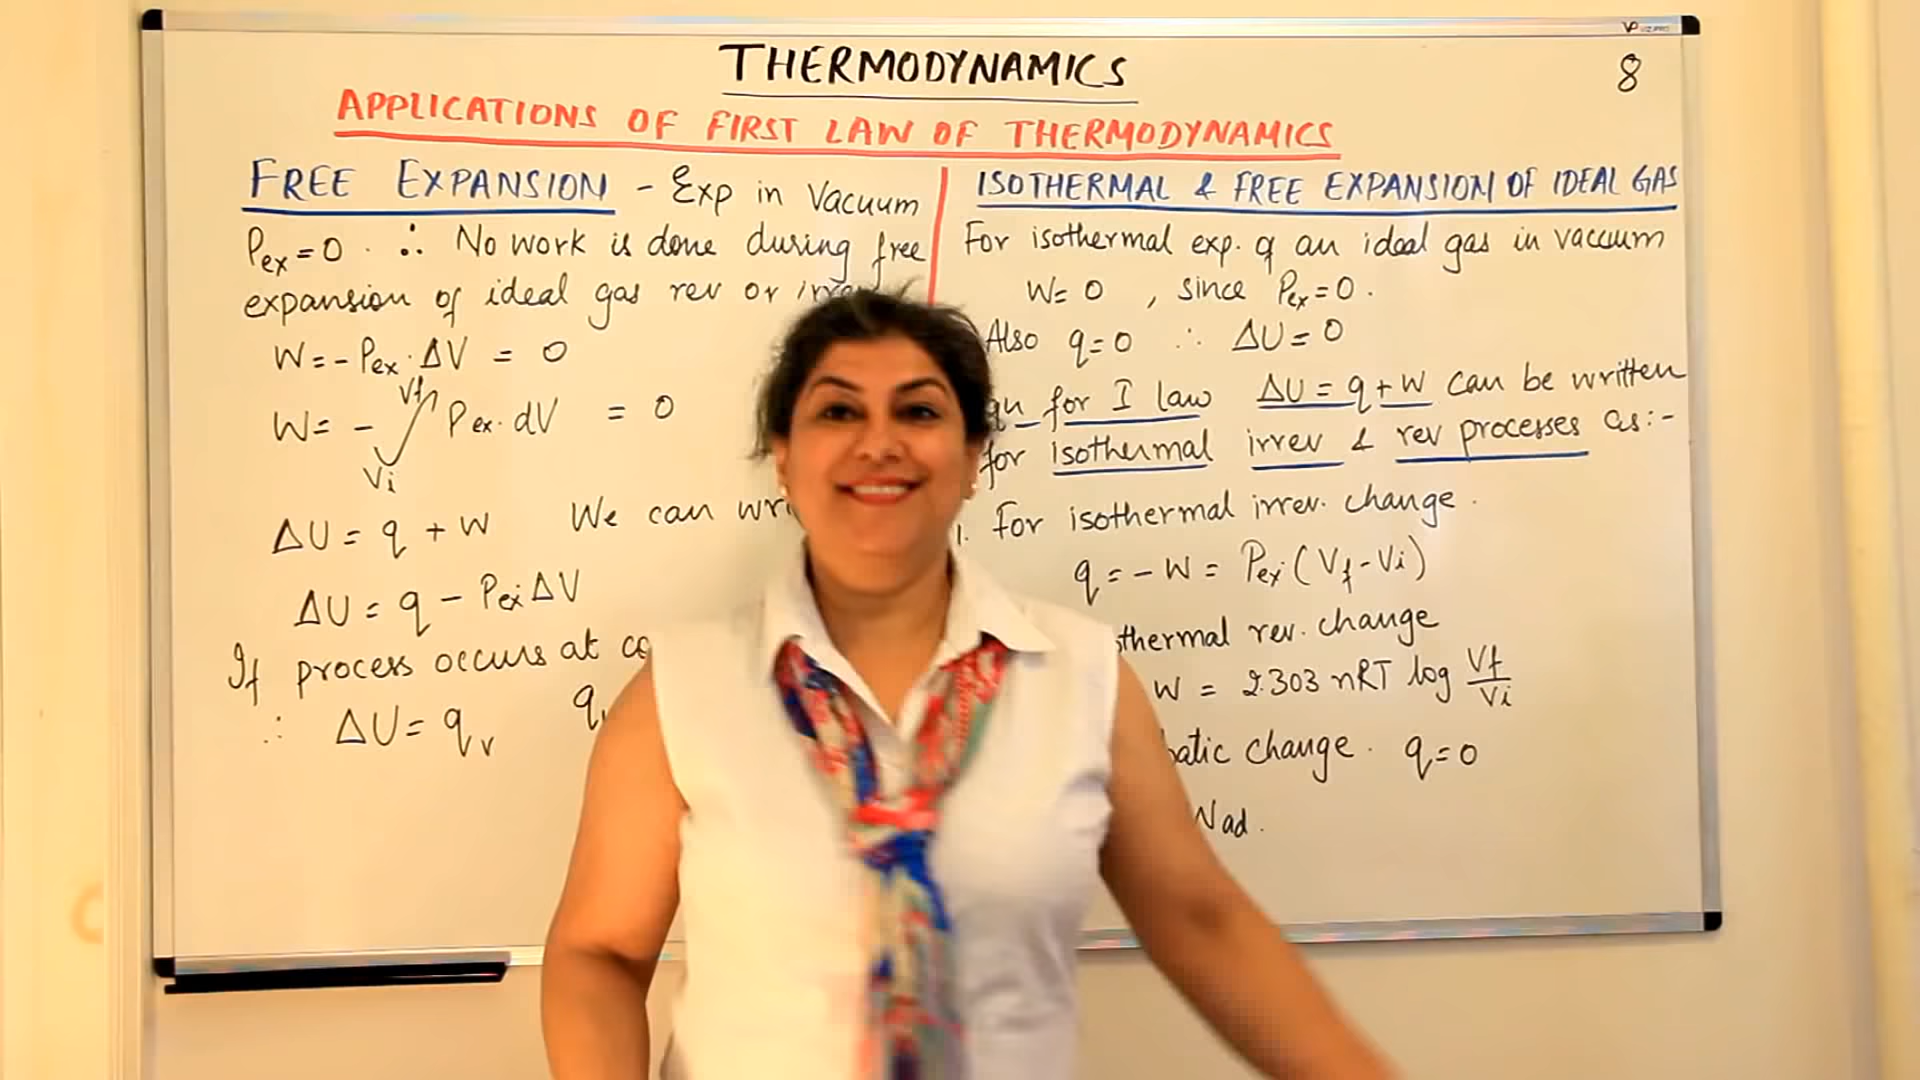 THERMODYNAMICS
8
APPLICATIONS OF FIRST LAW OF THERMODYNAMICS
FREE EXPANSION - Exp in Vacuum
Pex = 0 . ∴ No work is done during free
expansion of ideal gas rev or
W = - Pex . ΔV = 0
W = - ∫ Vf Vi Pex . dV = 0
ΔU = q + W We can
ΔU = q - Pex ΔV
If process occurs at
∴ ΔU = qv
ISOTHERMAL & FREE EXPANSION OF IDEAL GAS
For isothermal exp. of an ideal gas in vaccum
W = 0 , since Pex = 0 .
Also q = 0 ∴ ΔU = 0
for I law ΔU = q + W can be written
for isothermal irrev & rev processes as :-
1. For isothermal irrev. change .
q = - W = Pex (Vf - Vi)
rev. change
W = 2.303 nRT log Vf/Vi
change . q = 0
Wad .